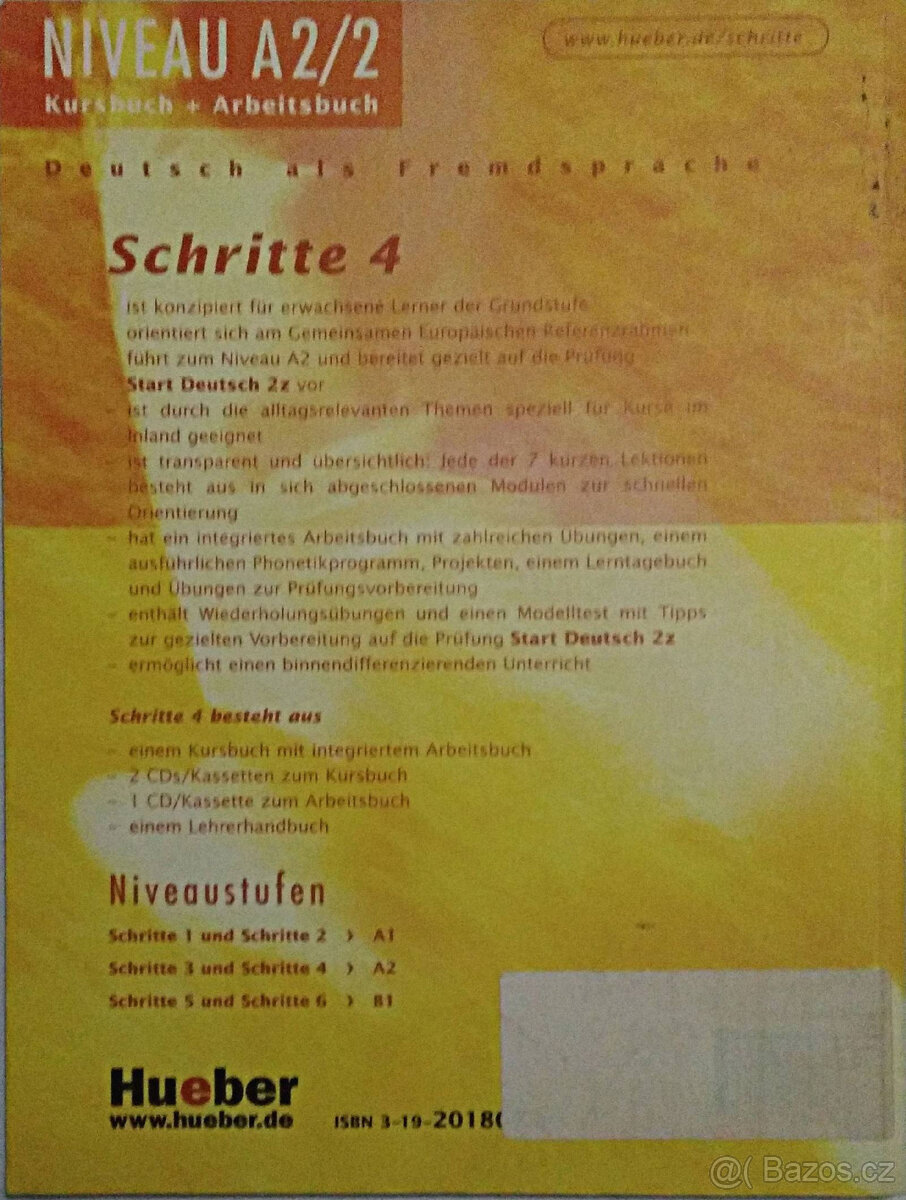 NIVEAU A2/2
Kursbuch + Arbeitsbuch
www.hueber.de/schritte
Deutsch als Fremdsprache
Schritte 4
ist konzipiert für erwachsene Lerner der Grundstufe
orientiert sich am Gemeinsamen Europäischen Referenzrahmen
führt zum Niveau A2 und bereitet gezielt auf die Prüfung
Start Deutsch 2z vor
– ist durch die alltagsrelevanten Themen speziell für Kurse im
Inland geeignet
– ist transparent und übersichtlich: Jede der 7 kurzen Lektionen
besteht aus in sich abgeschlossenen Modulen zur schnellen
Orientierung
– hat ein integriertes Arbeitsbuch mit zahlreichen Übungen, einem
ausführlichen Phonetikprogramm, Projekten, einem Lerntagebuch
und Übungen zur Prüfungsvorbereitung
– enthält Wiederholungsübungen und einen Modelltest mit Tipps
zur gezielten Vorbereitung auf die Prüfung Start Deutsch 2z
– ermöglicht einen binnendifferenzierenden Unterricht
Schritte 4 besteht aus
– einem Kursbuch mit integriertem Arbeitsbuch
– 2 CDs/Kassetten zum Kursbuch
– 1 CD/Kassette zum Arbeitsbuch
– einem Lehrerhandbuch
Niveaustufen
Schritte 1 und Schritte 2 › A1
Schritte 3 und Schritte 4 › A2
Schritte 5 und Schritte 6 › B1
Hueber
www.hueber.de ISBN 3-19-2018
@( Bazos.cz